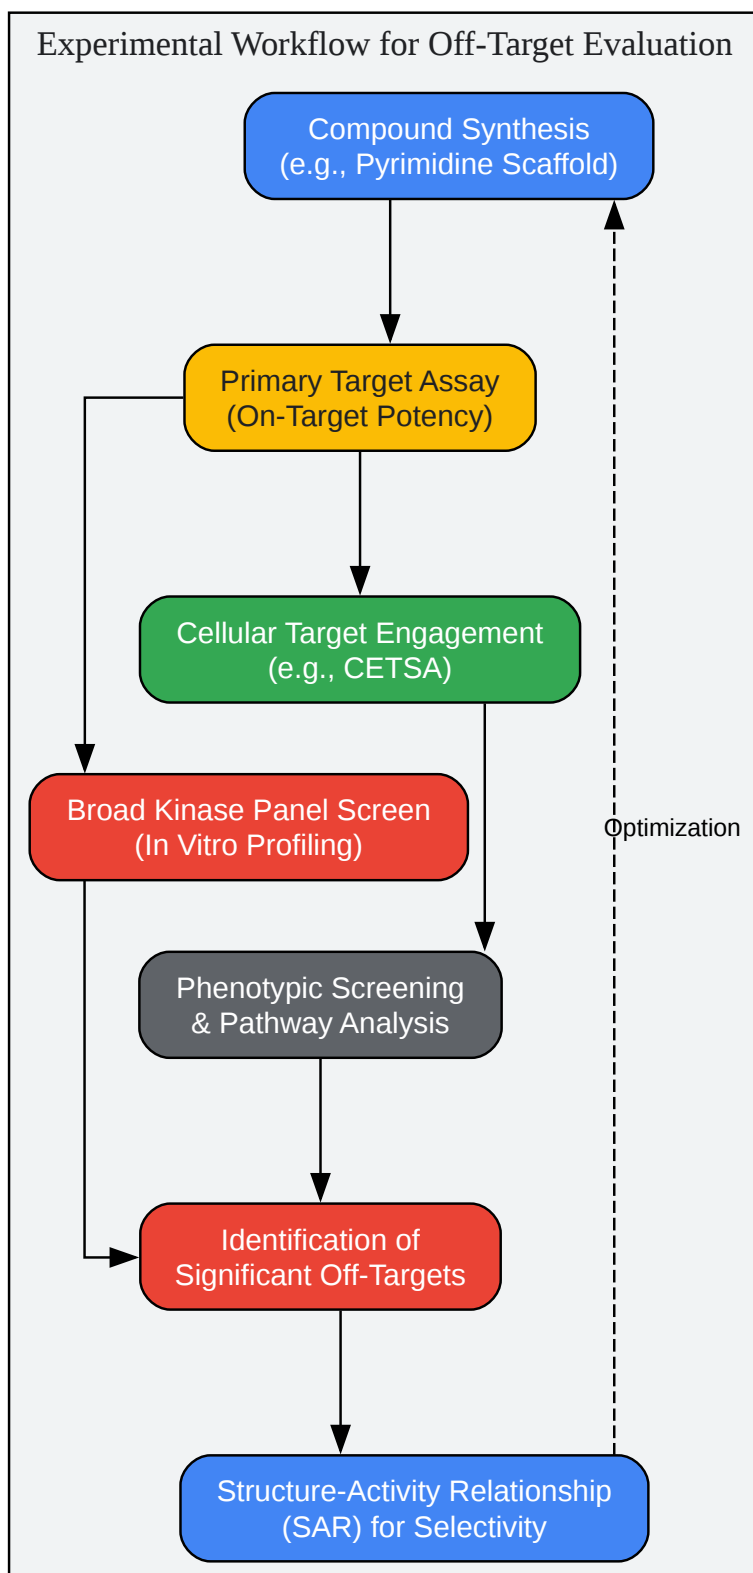 Experimental Workflow for Off-Target Evaluation
Compound Synthesis
(e.g., Pyrimidine Scaffold)
Primary Target Assay
(On-Target Potency)
Cellular Target Engagement
(e.g., CETSA)
Broad Kinase Panel Screen
(In Vitro Profiling)
Optimization
Phenotypic Screening
& Pathway Analysis
Identification of
Significant Off-Targets
Structure-Activity Relationship
(SAR) for Selectivity